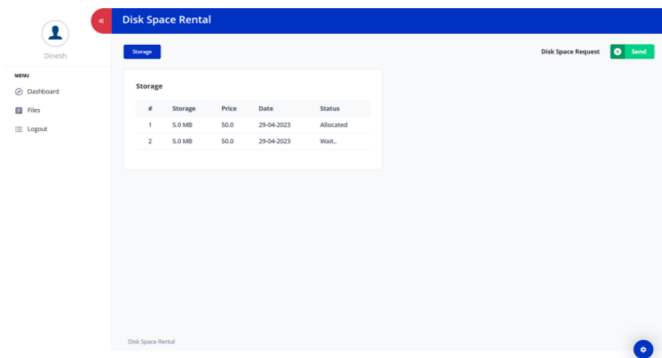 « Disk Space Rental
Dinesh
Storage
Disk Space Request Send
MENU
Dashboard
Files
Logout
Storage
# Storage Price Date Status
1 5.0 MB 50.0 29-04-2023 Allocated
2 5.0 MB 50.0 29-04-2023 Wait..
Disk Space Rental